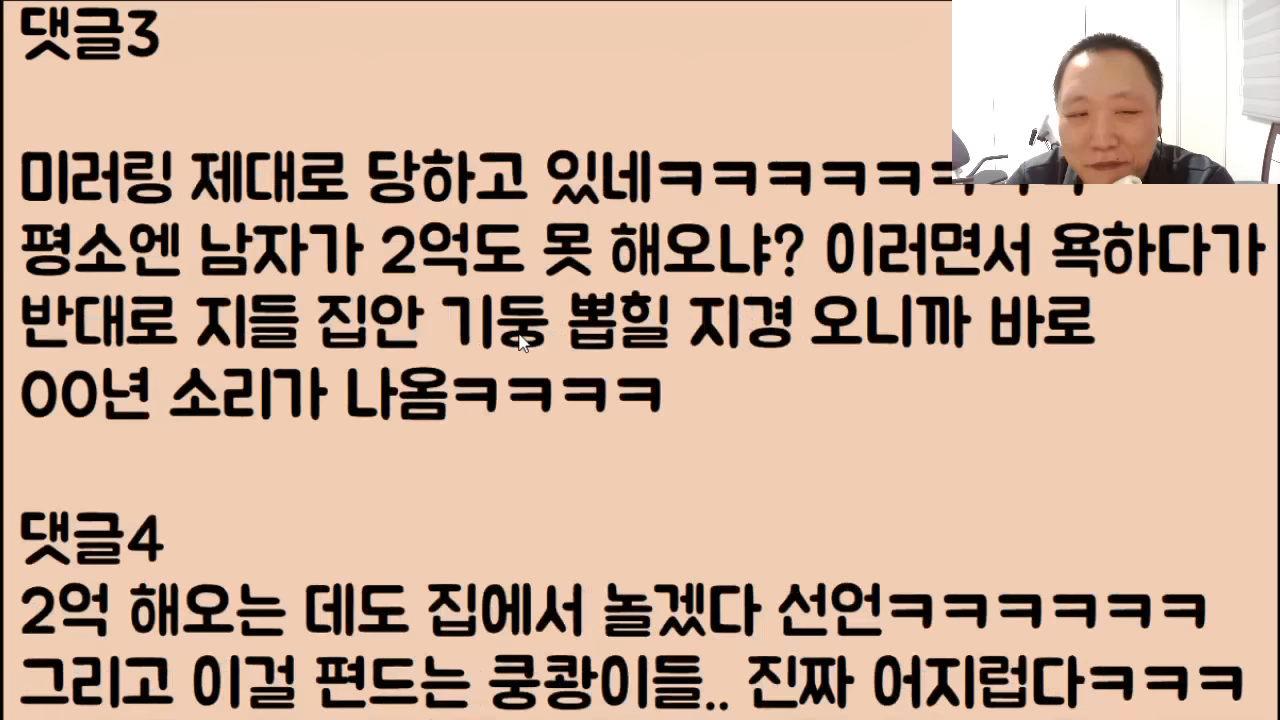 댓글3
미러링 제대로 당하고 있네ㅋㅋㅋㅋㅋㅋㅋㅋ
평소엔 남자가 2억도 못 해오냐? 이러면서 욕하다가
반대로 지들 집안 기둥 뽑힐 지경 오니까 바로
00년 소리가 나옴ㅋㅋㅋㅋ
댓글4
2억 해오는 데도 집에서 놀겠다 선언ㅋㅋㅋㅋㅋㅋ
그리고 이걸 편드는 쿵쾅이들.. 진짜 어지럽다ㅋㅋㅋ